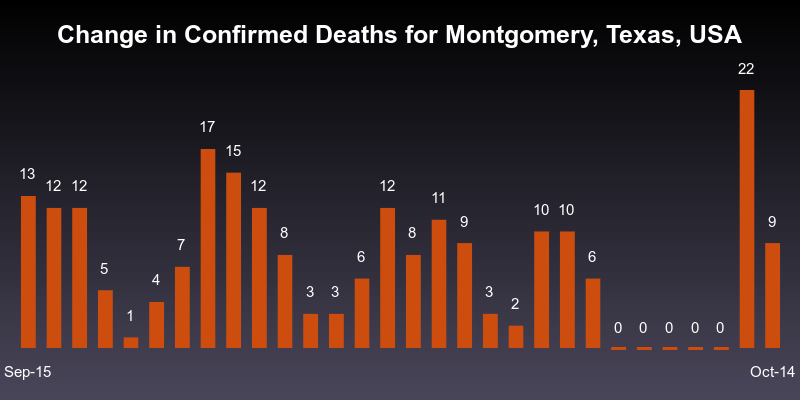 Change in Confirmed Deaths for Montgomery, Texas, USA
13 12 12 5 1 4 7 17 15 12 8 3 3 6 12 8 11 9 3 2 10 10 6 0 0 0 0 0 22 9
Sep-15 Oct-14